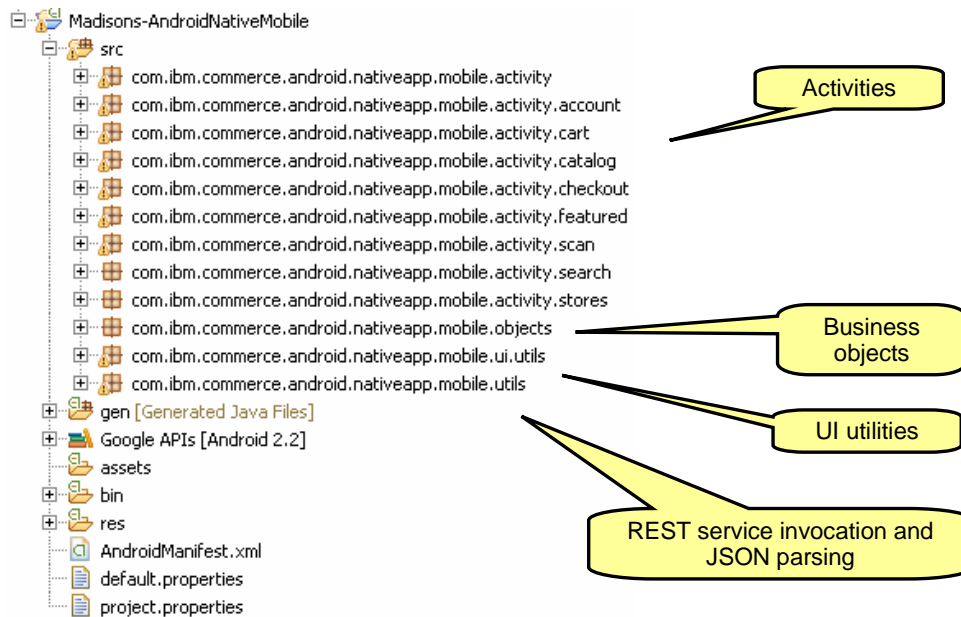 Madisons-AndroidNativeMobile
src
com.ibm.commerce.android.nativeapp.mobile.activity
com.ibm.commerce.android.nativeapp.mobile.activity.account
com.ibm.commerce.android.nativeapp.mobile.activity.cart
com.ibm.commerce.android.nativeapp.mobile.activity.catalog
com.ibm.commerce.android.nativeapp.mobile.activity.checkout
com.ibm.commerce.android.nativeapp.mobile.activity.featured
com.ibm.commerce.android.nativeapp.mobile.activity.scan
com.ibm.commerce.android.nativeapp.mobile.activity.search
com.ibm.commerce.android.nativeapp.mobile.activity.stores
com.ibm.commerce.android.nativeapp.mobile.objects
com.ibm.commerce.android.nativeapp.mobile.ui.utils
com.ibm.commerce.android.nativeapp.mobile.utils
gen [Generated Java Files]
Google APIs [Android 2.2]
assets
bin
res
AndroidManifest.xml
default.properties
project.properties
Activities
Business
objects
UI utilities
REST service invocation and
JSON parsing